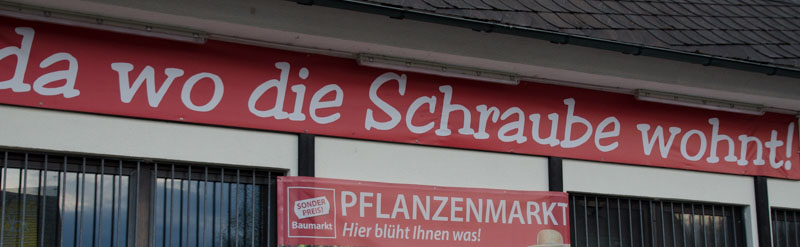 da wo die Schraube wohnt!
SONDER
PREIS!
Baumarkt
PFLANZENMARKT
Hier blüht Ihnen was!